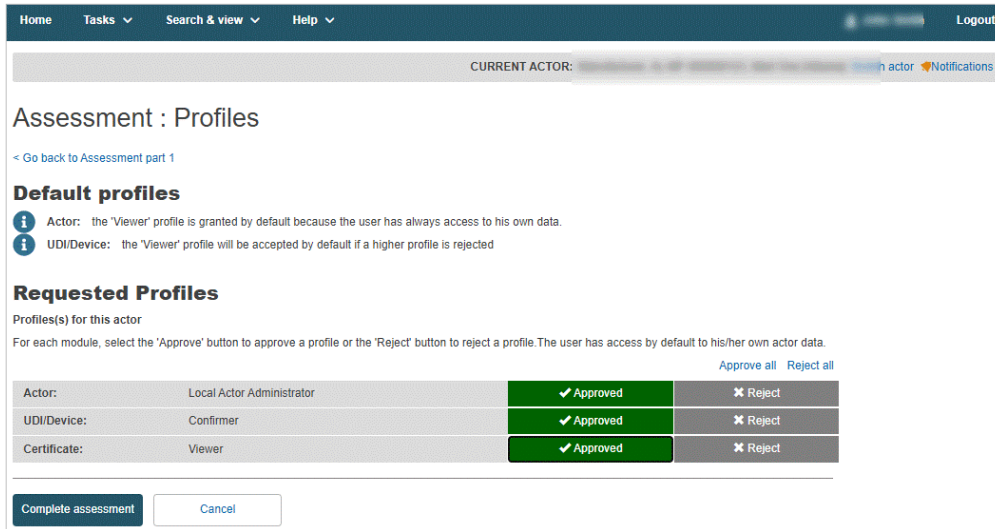 Home Tasks Search & view Help Logout
CURRENT ACTOR: actor Notifications
Assessment : Profiles
< Go back to Assessment part 1
Default profiles
Actor: the 'Viewer' profile is granted by default because the user has always access to his own data.
UDI/Device: the 'Viewer' profile will be accepted by default if a higher profile is rejected
Requested Profiles
Profiles(s) for this actor
For each module, select the 'Approve' button to approve a profile or the 'Reject' button to reject a profile.The user has access by default to his/her own actor data.
Approve all Reject all
Actor: Local Actor Administrator Approved Reject
UDI/Device: Confirmer Approved Reject
Certificate: Viewer Approved Reject
Complete assessment Cancel